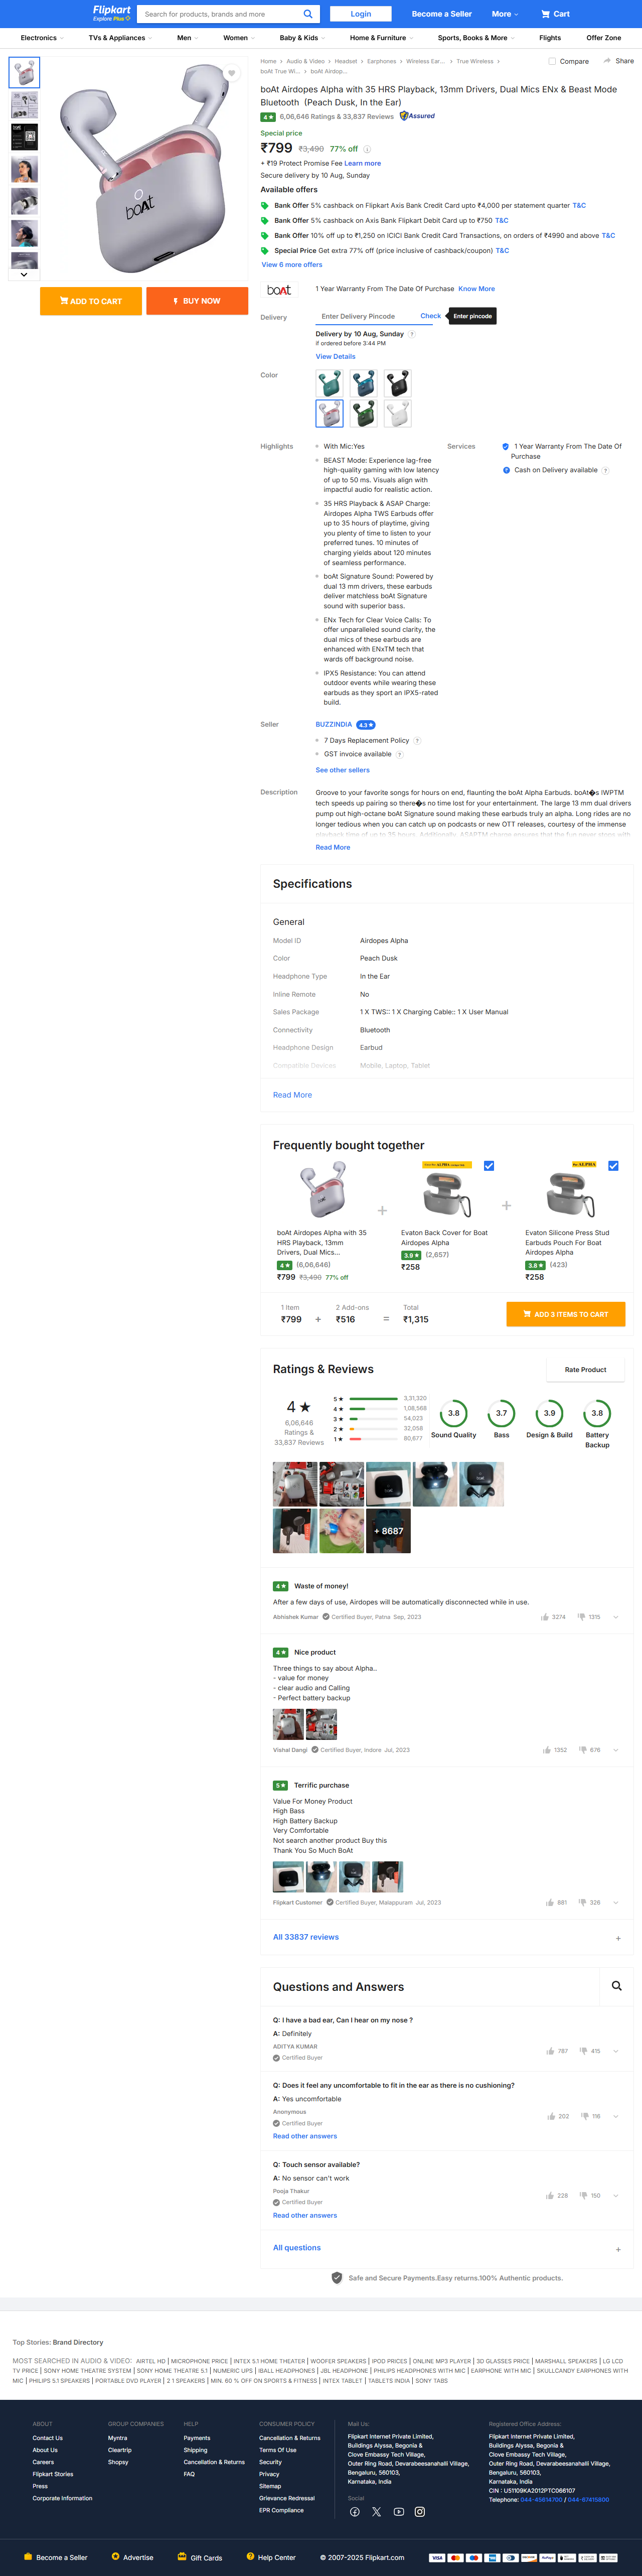 Flipkart
Explore Plus
Search for products, brands and more
Login
Become a Seller
More
Cart
Electronics
TVs & Appliances
Men
Women
Baby & Kids
Home & Furniture
Sports, Books & More
Flights
Offer Zone
Home
Audio & Video
Headset
Earphones
Wireless Ear...
True Wireless
boAt True Wi...
boAt Airdop...
Compare
Share
boAt Airdopes Alpha with 35 HRS Playback, 13mm Drivers, Dual Mics ENx & Beast Mode
Bluetooth (Peach Dusk, In the Ear)
4★ 6,06,646 Ratings & 33,837 Reviews Assured
Special price
₹799 ₹3,490 77% off
+ ₹19 Protect Promise Fee Learn more
Secure delivery by 10 Aug, Sunday
Available offers
Bank Offer 5% cashback on Flipkart Axis Bank Credit Card upto ₹4,000 per statement quarter T&C
Bank Offer 5% cashback on Axis Bank Flipkart Debit Card up to ₹750 T&C
Bank Offer 10% off up to ₹1,250 on ICICI Bank Credit Card Transactions, on orders of ₹4990 and above T&C
Special Price Get extra 77% off (price inclusive of cashback/coupon) T&C
View 6 more offers
ADD TO CART
BUY NOW
boAt
1 Year Warranty From The Date Of Purchase Know More
Delivery
Enter Delivery Pincode
Check
Enter pincode
Delivery by 10 Aug, Sunday ?
if ordered before 3:44 PM
View Details
Color
Highlights
With Mic:Yes
BEAST Mode: Experience lag-free
high-quality gaming with low latency
of up to 50 ms. Visuals align with
impactful audio for realistic action.
35 HRS Playback & ASAP Charge:
Airdopes Alpha TWS Earbuds offer
up to 35 hours of playtime, giving
you plenty of time to listen to your
preferred tunes. 10 minutes of
charging yields about 120 minutes
of seamless performance.
boAt Signature Sound: Powered by
dual 13 mm drivers, these earbuds
deliver matchless boAt Signature
sound with superior bass.
ENx Tech for Clear Voice Calls: To
offer unparalleled sound clarity, the
dual mics of these earbuds are
enhanced with ENxTM tech that
wards off background noise.
IPX5 Resistance: You can attend
outdoor events while wearing these
earbuds as they sport an IPX5-rated
build.
Services
1 Year Warranty From The Date Of
Purchase
Cash on Delivery available ?
Seller
BUZZINDIA 4.3★
7 Days Replacement Policy ?
GST invoice available ?
See other sellers
Description
Groove to your favorite songs for hours on end, flaunting the boAt Alpha Earbuds. boAt�s IWPTM
tech speeds up pairing so there�s no time lost for your entertainment. The large 13 mm dual drivers
pump out high-octane boAt Signature sound making these earbuds truly an alpha. Long rides are no
longer tedious when you can catch up on podcasts or new OTT releases, courtesy of the immense
playback time of up to 35 hours. Additionally, ASAPTM charge ensures that the fun never stops with
Read More
Specifications
General
Model ID Airdopes Alpha
Color Peach Dusk
Headphone Type In the Ear
Inline Remote No
Sales Package 1 X TWS:: 1 X Charging Cable:: 1 X User Manual
Connectivity Bluetooth
Headphone Design Earbud
Compatible Devices Mobile, Laptop, Tablet
Read More
Frequently bought together
boAt Airdopes Alpha with 35
HRS Playback, 13mm
Drivers, Dual Mics...
4★ (6,06,646)
₹799 ₹3,490 77% off
Evaton Back Cover for Boat
Airdopes Alpha
3.9★ (2,657)
₹258
Evaton Silicone Press Stud
Earbuds Pouch For Boat
Airdopes Alpha
3.8★ (423)
₹258
1 Item
₹799
+
2 Add-ons
₹516
=
Total
₹1,315
ADD 3 ITEMS TO CART
Ratings & Reviews
Rate Product
4★
6,06,646
Ratings &
33,837 Reviews
5★ 3,31,320
4★ 1,08,568
3★ 54,023
2★ 32,058
1★ 80,677
3.8
Sound Quality
3.7
Bass
3.9
Design & Build
3.8
Battery
Backup
+ 8687
4★ Waste of money!
After a few days of use, Airdopes will be automatically disconnected while in use.
Abhishek Kumar Certified Buyer, Patna Sep, 2023
3274 1315
4★ Nice product
Three things to say about Alpha..
- value for money
- clear audio and Calling
- Perfect battery backup
Vishal Dangi Certified Buyer, Indore Jul, 2023
1352 676
5★ Terrific purchase
Value For Money Product
High Bass
High Battery Backup
Very Comfortable
Not search another product Buy this
Thank You So Much BoAt
Flipkart Customer Certified Buyer, Malappuram Jul, 2023
881 326
All 33837 reviews
+
Questions and Answers
Q: I have a bad ear, Can I hear on my nose ?
A: Definitely
ADITYA KUMAR
Certified Buyer
787 415
Q: Does it feel any uncomfortable to fit in the ear as there is no cushioning?
A: Yes uncomfortable
Anonymous
Certified Buyer
202 116
Read other answers
Q: Touch sensor available?
A: No sensor can't work
Pooja Thakur
Certified Buyer
228 150
Read other answers
All questions
+
Safe and Secure Payments.Easy returns.100% Authentic products.
Top Stories: Brand Directory
MOST SEARCHED IN AUDIO & VIDEO: AIRTEL HD | MICROPHONE PRICE | INTEX 5.1 HOME THEATER | WOOFER SPEAKERS | IPOD PRICES | ONLINE MP3 PLAYER | 3D GLASSES PRICE | MARSHALL SPEAKERS | LG LCD
TV PRICE | SONY HOME THEATRE SYSTEM | SONY HOME THEATRE 5.1 | NUMERIC UPS | IBALL HEADPHONES | JBL HEADPHONE | PHILIPS HEADPHONES WITH MIC | EARPHONE WITH MIC | SKULLCANDY EARPHONES WITH
MIC | PHILIPS 5.1 SPEAKERS | PORTABLE DVD PLAYER | 2.1 SPEAKERS | MIN. 60 % OFF ON SPORTS & FITNESS | INTEX TABLET | TABLETS INDIA | SONY TABS
ABOUT
Contact Us
About Us
Careers
Flipkart Stories
Press
Corporate Information
GROUP COMPANIES
Myntra
Cleartrip
Shopsy
HELP
Payments
Shipping
Cancellation & Returns
FAQ
CONSUMER POLICY
Cancellation & Returns
Terms Of Use
Security
Privacy
Sitemap
Grievance Redressal
EPR Compliance
Mail Us:
Flipkart Internet Private Limited,
Buildings Alyssa, Begonia &
Clove Embassy Tech Village,
Outer Ring Road, Devarabeesanahalli Village,
Bengaluru, 560103,
Karnataka, India
Social
Registered Office Address:
Flipkart Internet Private Limited,
Buildings Alyssa, Begonia &
Clove Embassy Tech Village,
Outer Ring Road, Devarabeesanahalli Village,
Bengaluru, 560103,
Karnataka, India
CIN : U51109KA2012PTC066107
Telephone: 044-45614700 / 044-67415800
Become a Seller
Advertise
Gift Cards
Help Center
© 2007-2025 Flipkart.com
VISA